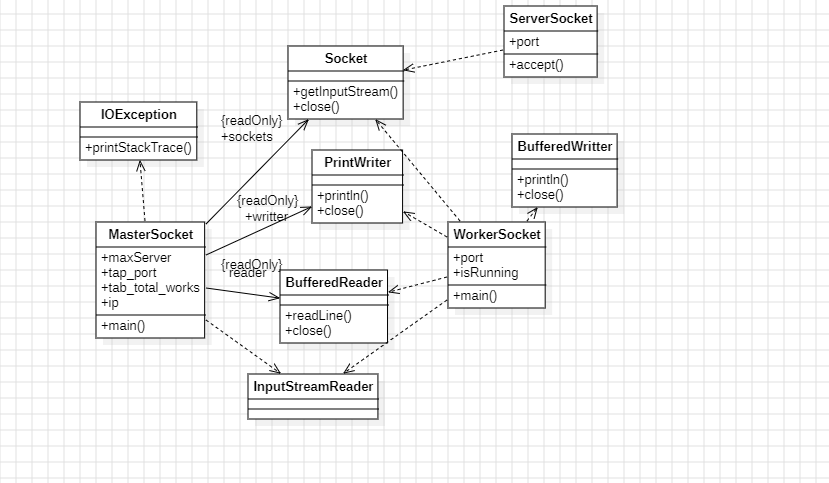 ServerSocket
+port
+accept()
Socket
+getInputStream()
+close()
IOException
+printStackTrace()
{readOnly}
+sockets
BufferedWritter
+println()
+close()
PrintWriter
+println()
+close()
{readOnly}
+writter
MasterSocket
+maxServer
+tap_port
+tab_total_works
+ip
+main()
WorkerSocket
+port
+isRunning
+main()
{readOnly}
reader
BufferedReader
+readLine()
+close()
InputStreamReader